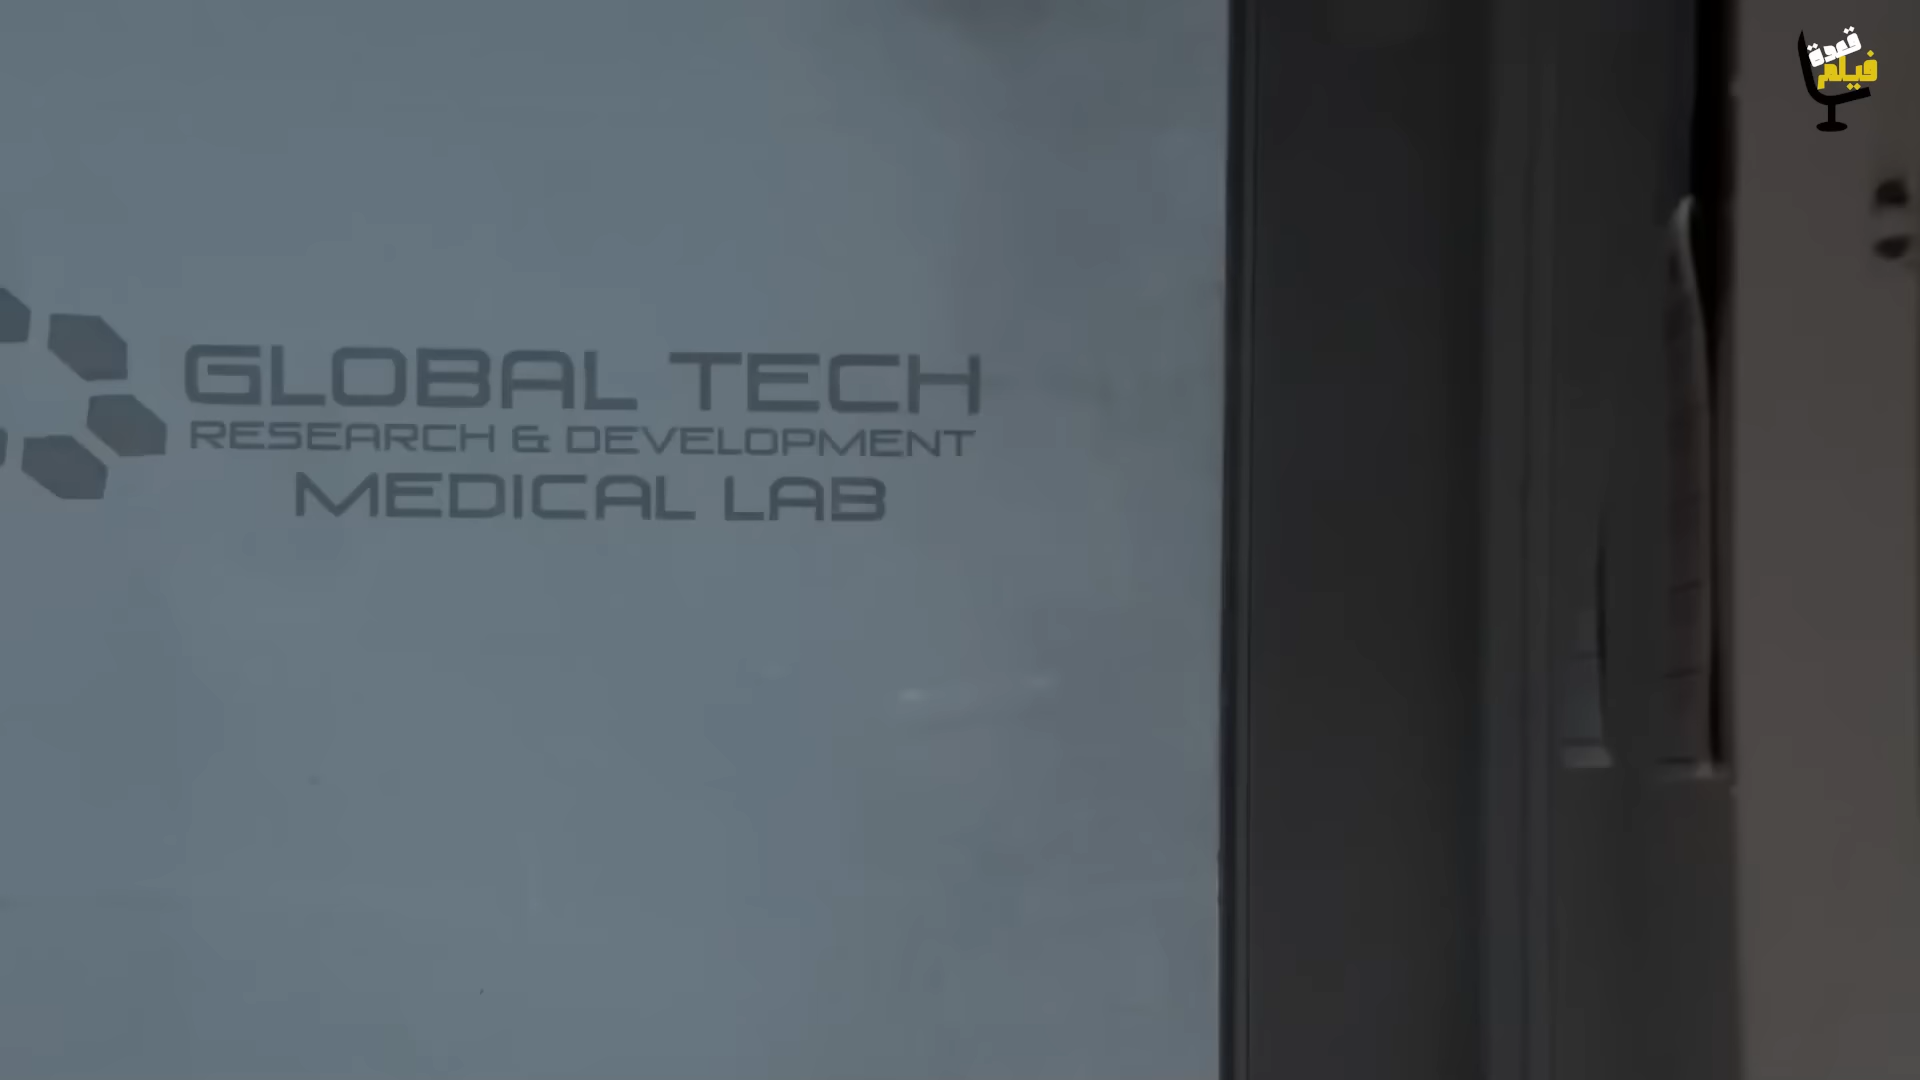 GLOBAL TECH
RESEARCH & DEVELOPMENT
MEDICAL LAB
قعدة
فيلم